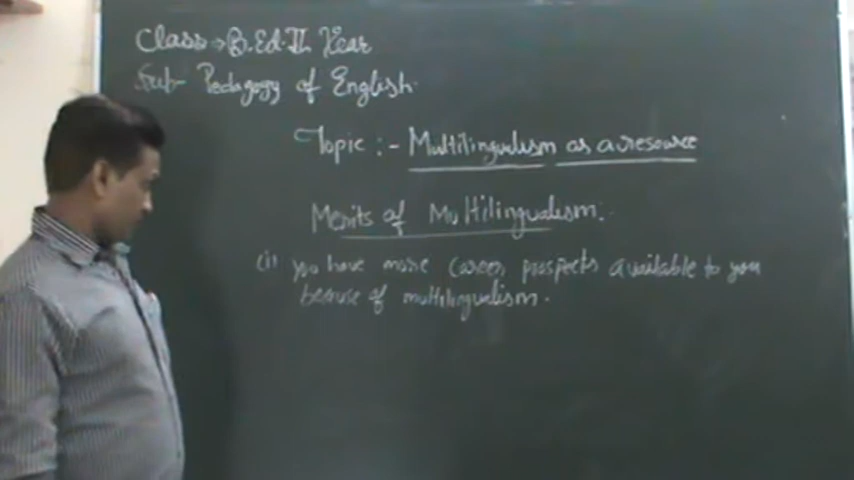 Class → B.Ed. II Year
Sub- Pedagogy of English.
Topic :- Multilingualism as a resource
Merits of Multilingualism:-
(i) you have more career prospects available to you
because of multilingualism.